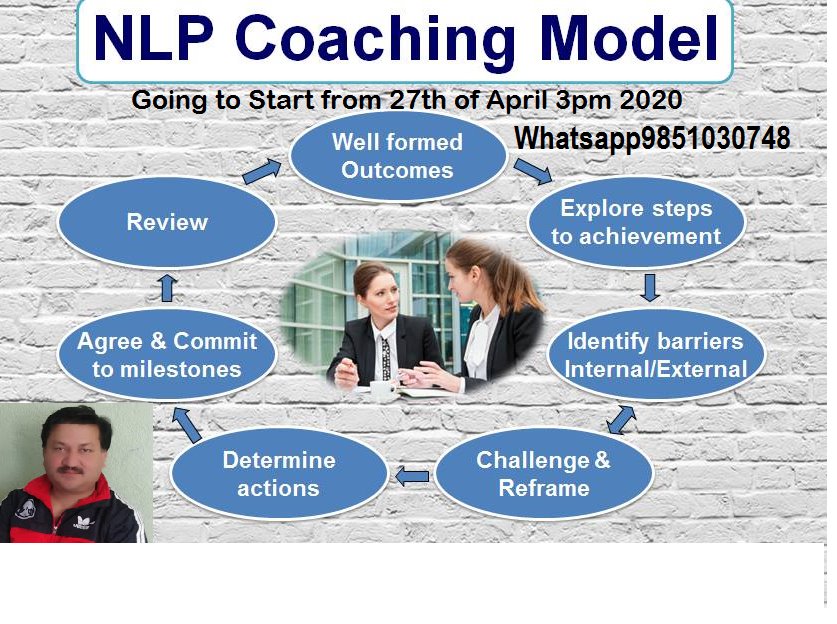 NLP Coaching Model
Going to Start from 27th of April 3pm 2020
Whatsapp9851030748
Well formed
Outcomes
Explore steps
to achievement
Identify barriers
Internal/External
Challenge &
Reframe
Determine
actions
Agree & Commit
to milestones
Review